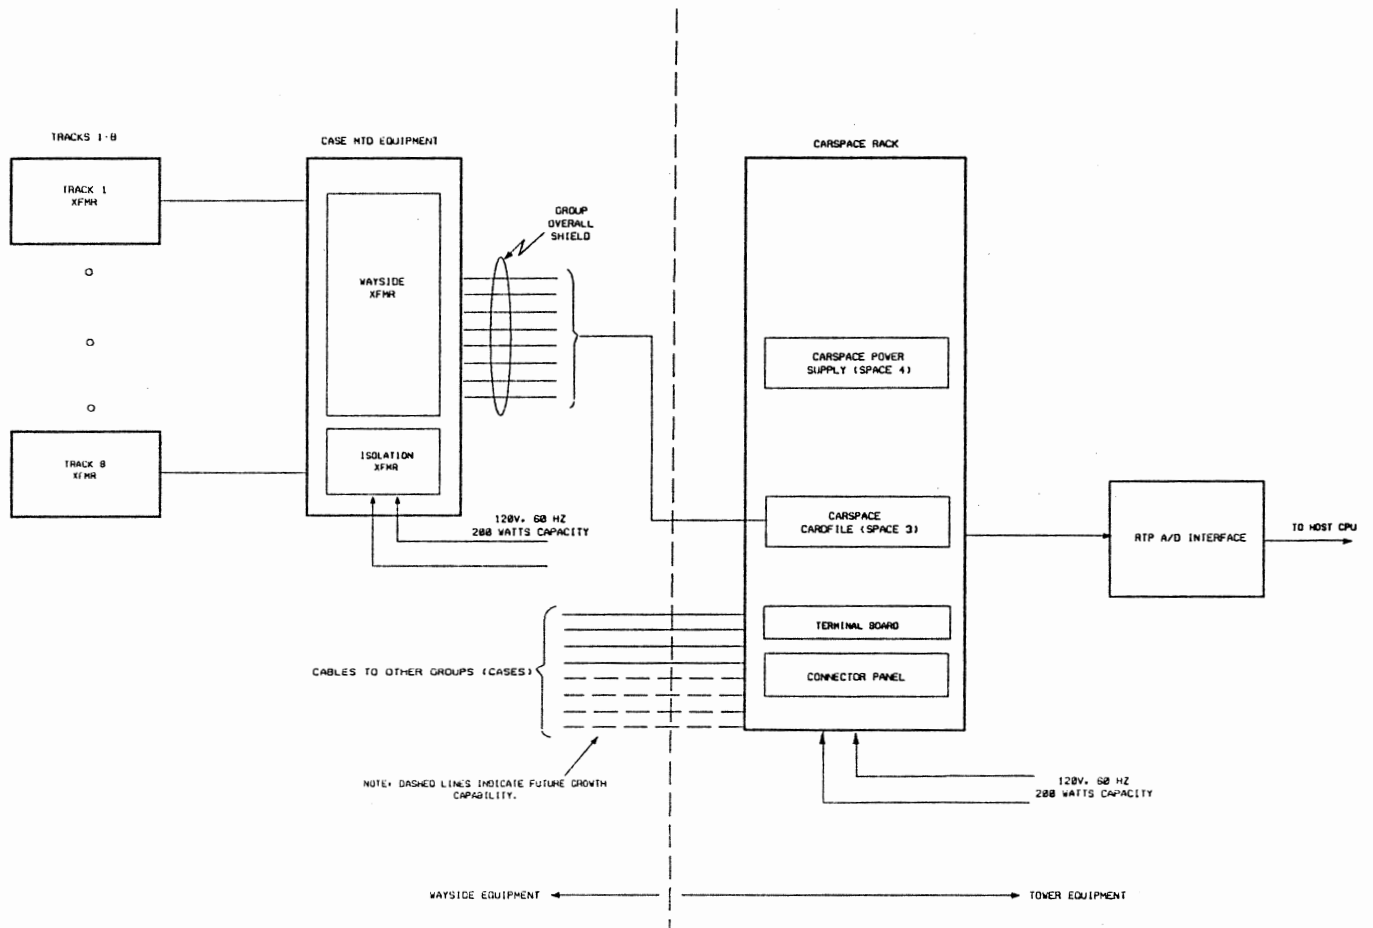 TRACKS 1-8
TRACK 1
XFMR
TRACK 8
XFMR
CASE MTD EQUIPMENT
WAYSIDE
XFMR
ISOLATION
XFMR
GROUP
OVERALL
SHIELD
120V. 60 HZ
200 WATTS CAPACITY
CARSPACE RACK
CARSPACE POWER
SUPPLY (SPACE 4)
CARSPACE
CARDFILE (SPACE 3)
TERMINAL BOARD
CONNECTOR PANEL
RTP A/D INTERFACE
TO HOST CPU
CABLES TO OTHER GROUPS (CASES)
NOTE, DASHED LINES INDICATE FUTURE GROWTH
CAPABILITY.
120V. 60 HZ
200 WATTS CAPACITY
WAYSIDE EQUIPMENT
TOWER EQUIPMENT